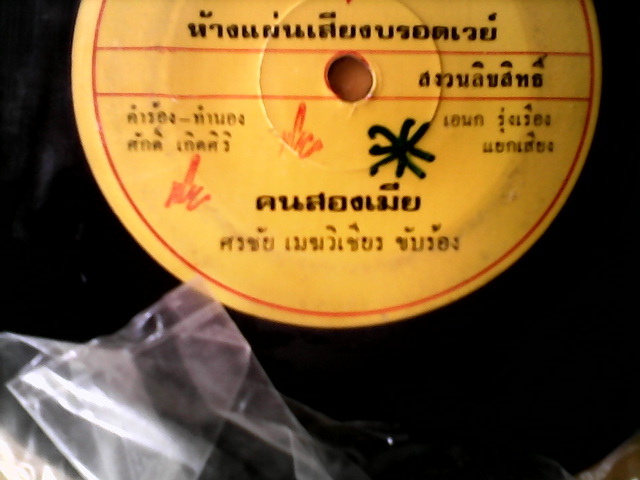 ห้างแผ่นเสียงบรอดเวย์
สงวนลิขสิทธิ์
คำร้อง-ทำนอง
ศักดิ์ เกิดศิริ
เอนก รุ่งเรือง
แยกเสียง
คนสองเมีย
ศรชัย เมฆวิเชียร ขับร้อง